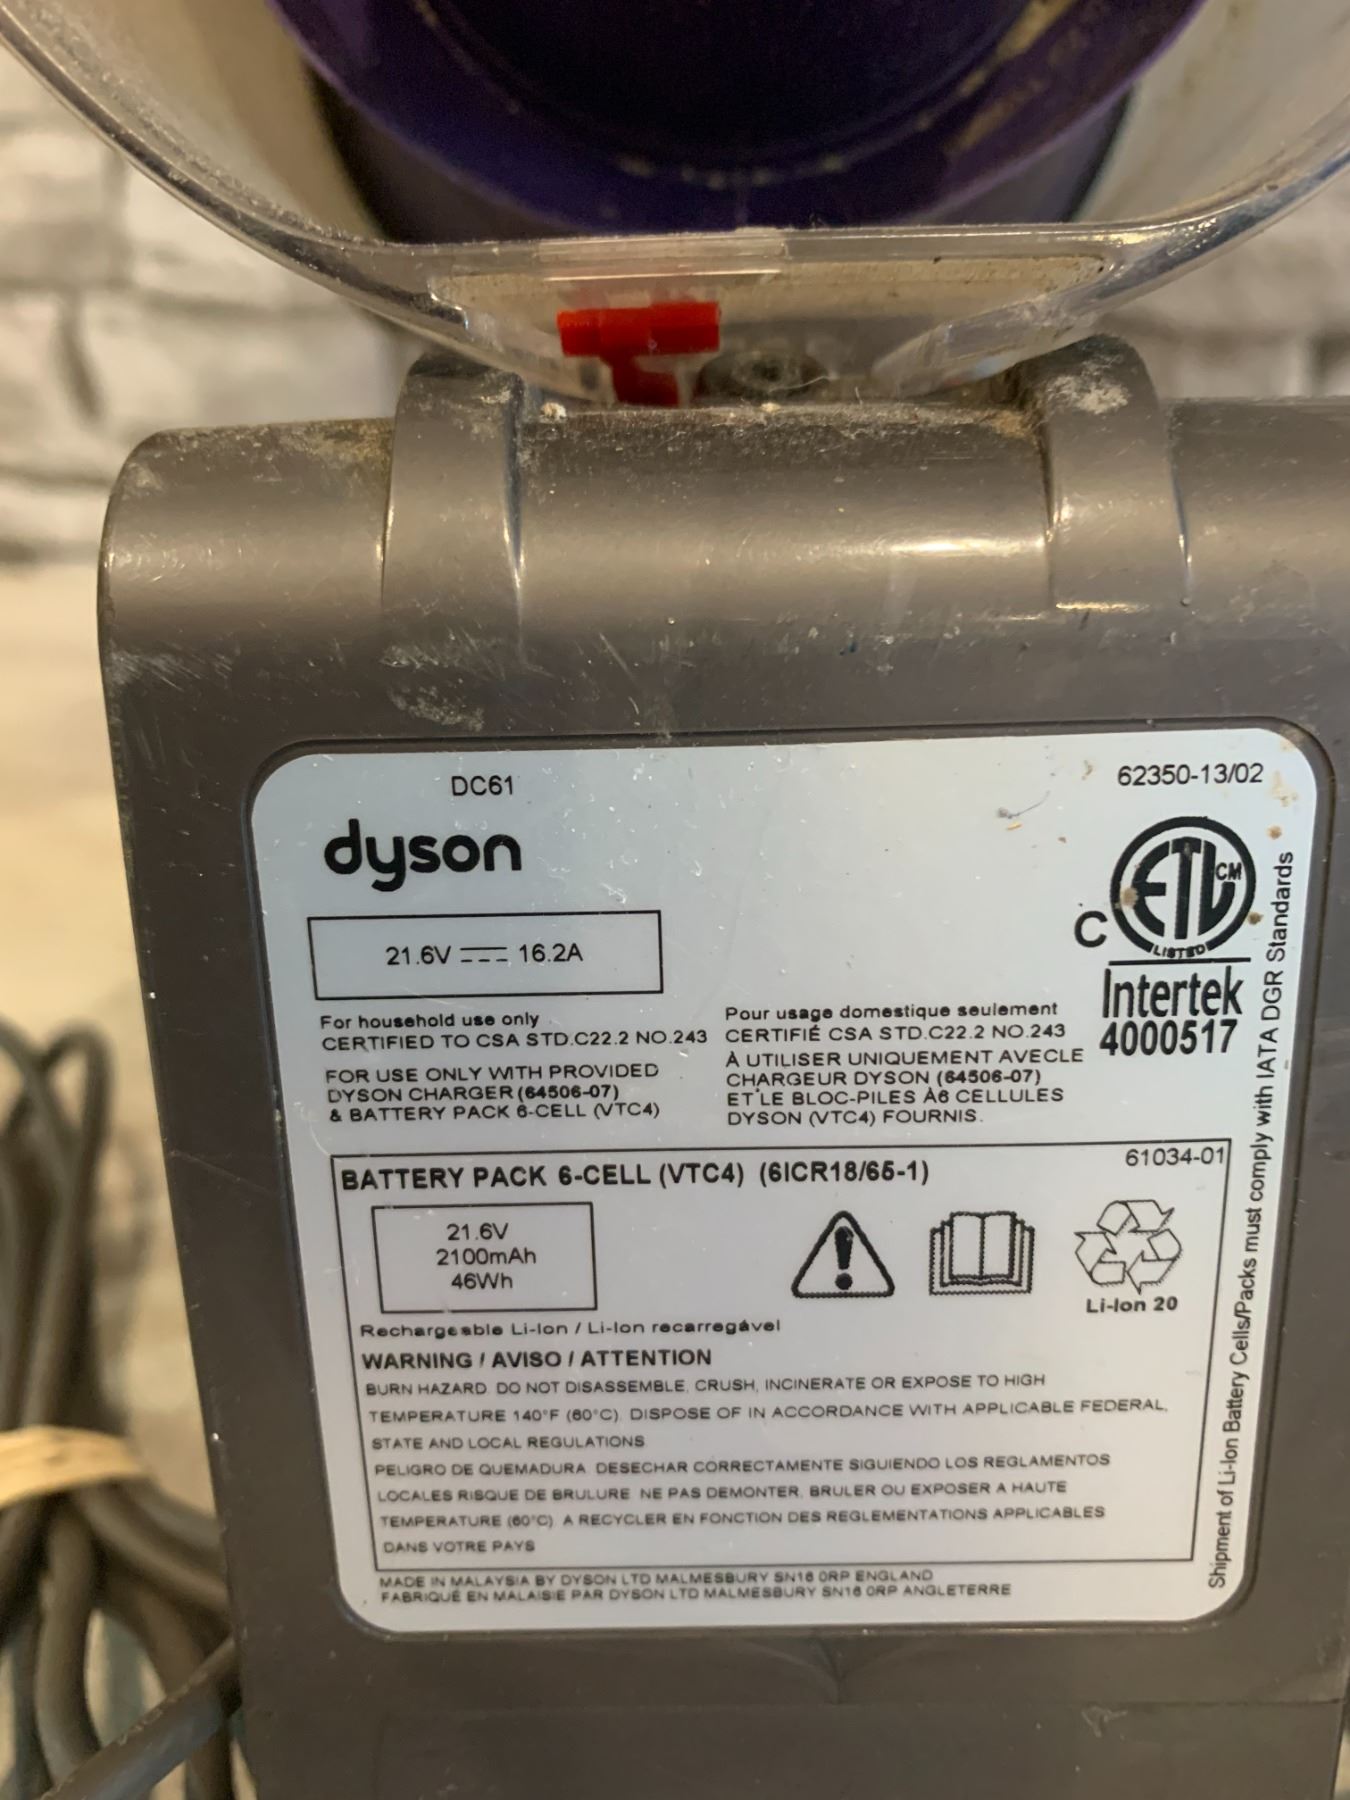 DC61
62350-13/02
dyson
21.6V 16.2A
C ETL CM
LISTED
Intertek
4000517
For household use only
CERTIFIED TO CSA STD.C22.2 NO.243
FOR USE ONLY WITH PROVIDED
DYSON CHARGER (64506-07)
& BATTERY PACK 6-CELL (VTC4)
Pour usage domestique seulement
CERTIFIÉ CSA STD.C22.2 NO.243
À UTILISER UNIQUEMENT AVECLE
CHARGEUR DYSON (64506-07)
ET LE BLOC-PILES À6 CELLULES
DYSON (VTC4) FOURNIS.
BATTERY PACK 6-CELL (VTC4) (6ICR18/65-1)
61034-01
21.6V
2100mAh
46Wh
Li-Ion 20
Rechargeable Li-Ion / Li-Ion recarregável
WARNING / AVISO / ATTENTION
BURN HAZARD. DO NOT DISASSEMBLE, CRUSH, INCINERATE OR EXPOSE TO HIGH
TEMPERATURE 140°F (60°C). DISPOSE OF IN ACCORDANCE WITH APPLICABLE FEDERAL,
STATE AND LOCAL REGULATIONS
PELIGRO DE QUEMADURA. DESECHAR CORRECTAMENTE SIGUIENDO LOS REGLAMENTOS
LOCALES RISQUE DE BRULURE. NE PAS DEMONTER, BRULER OU EXPOSER A HAUTE
TEMPERATURE (60°C). A RECYCLER EN FONCTION DES REGLEMENTATIONS APPLICABLES
DANS VOTRE PAYS
MADE IN MALAYSIA BY DYSON LTD MALMESBURY SN16 0RP ENGLAND
FABRIQUÉ EN MALAISIE PAR DYSON LTD MALMESBURY SN16 0RP ANGLETERRE
Shipment of Li-Ion Battery Cells/Packs must comply with IATA DGR Standards